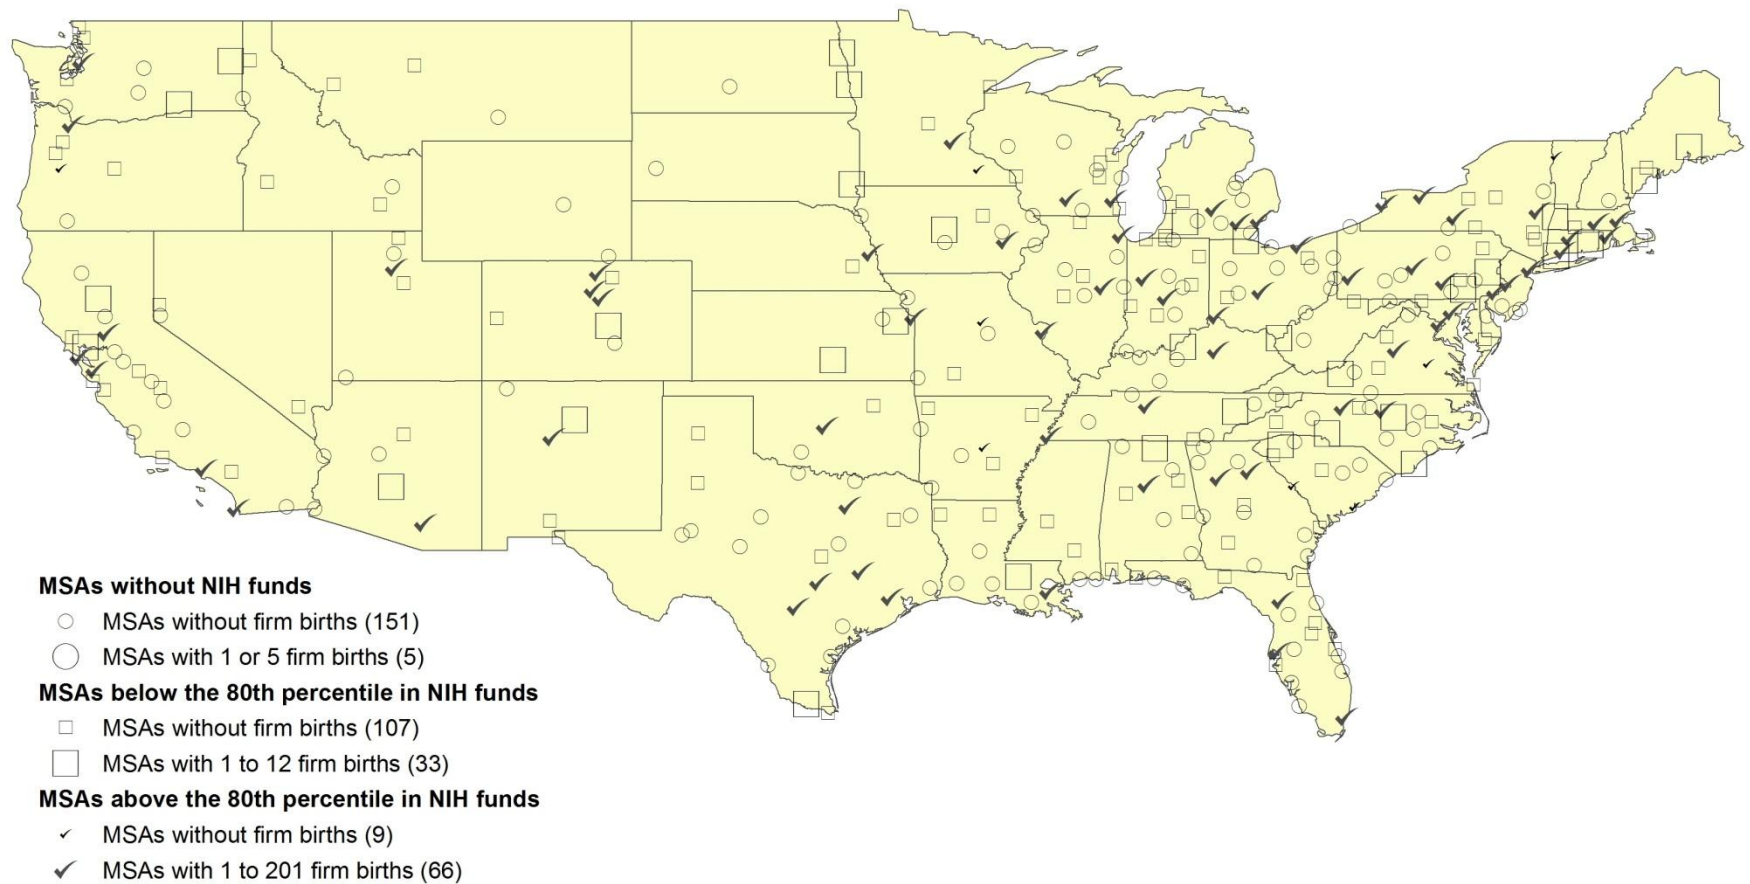 MSAs without NIH funds
MSAs without firm births (151)
MSAs with 1 or 5 firm births (5)
MSAs below the 80th percentile in NIH funds
MSAs without firm births (107)
MSAs with 1 to 12 firm births (33)
MSAs above the 80th percentile in NIH funds
MSAs without firm births (9)
MSAs with 1 to 201 firm births (66)